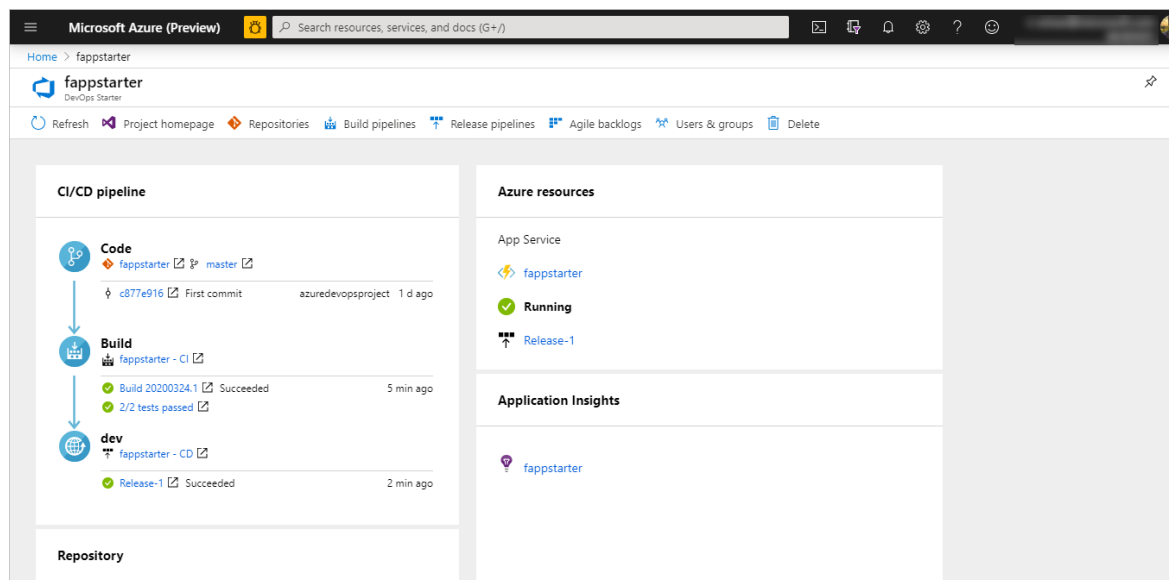 Microsoft Azure (Preview) Search resources, services, and docs (G+/)
Home > fappstarter
fappstarter
DevOps Starter
Refresh Project homepage Repositories Build pipelines Release pipelines Agile backlogs Users & groups Delete
CI/CD pipeline
Code
fappstarter master
c877e916 First commit azuredevopsproject 1 d ago
Build
fappstarter - CI
Build 20200324.1 Succeeded 5 min ago
2/2 tests passed
dev
fappstarter - CD
Release-1 Succeeded 2 min ago
Repository
Azure resources
App Service
fappstarter
Running
Release-1
Application Insights
fappstarter